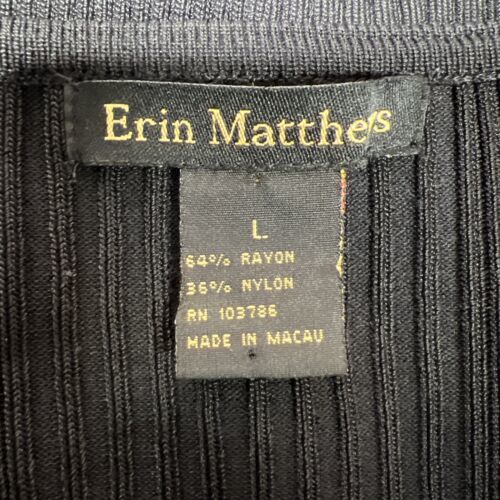 Erin Matthews
L
64% RAYON
36% NYLON
RN 103786
MADE IN MACAU